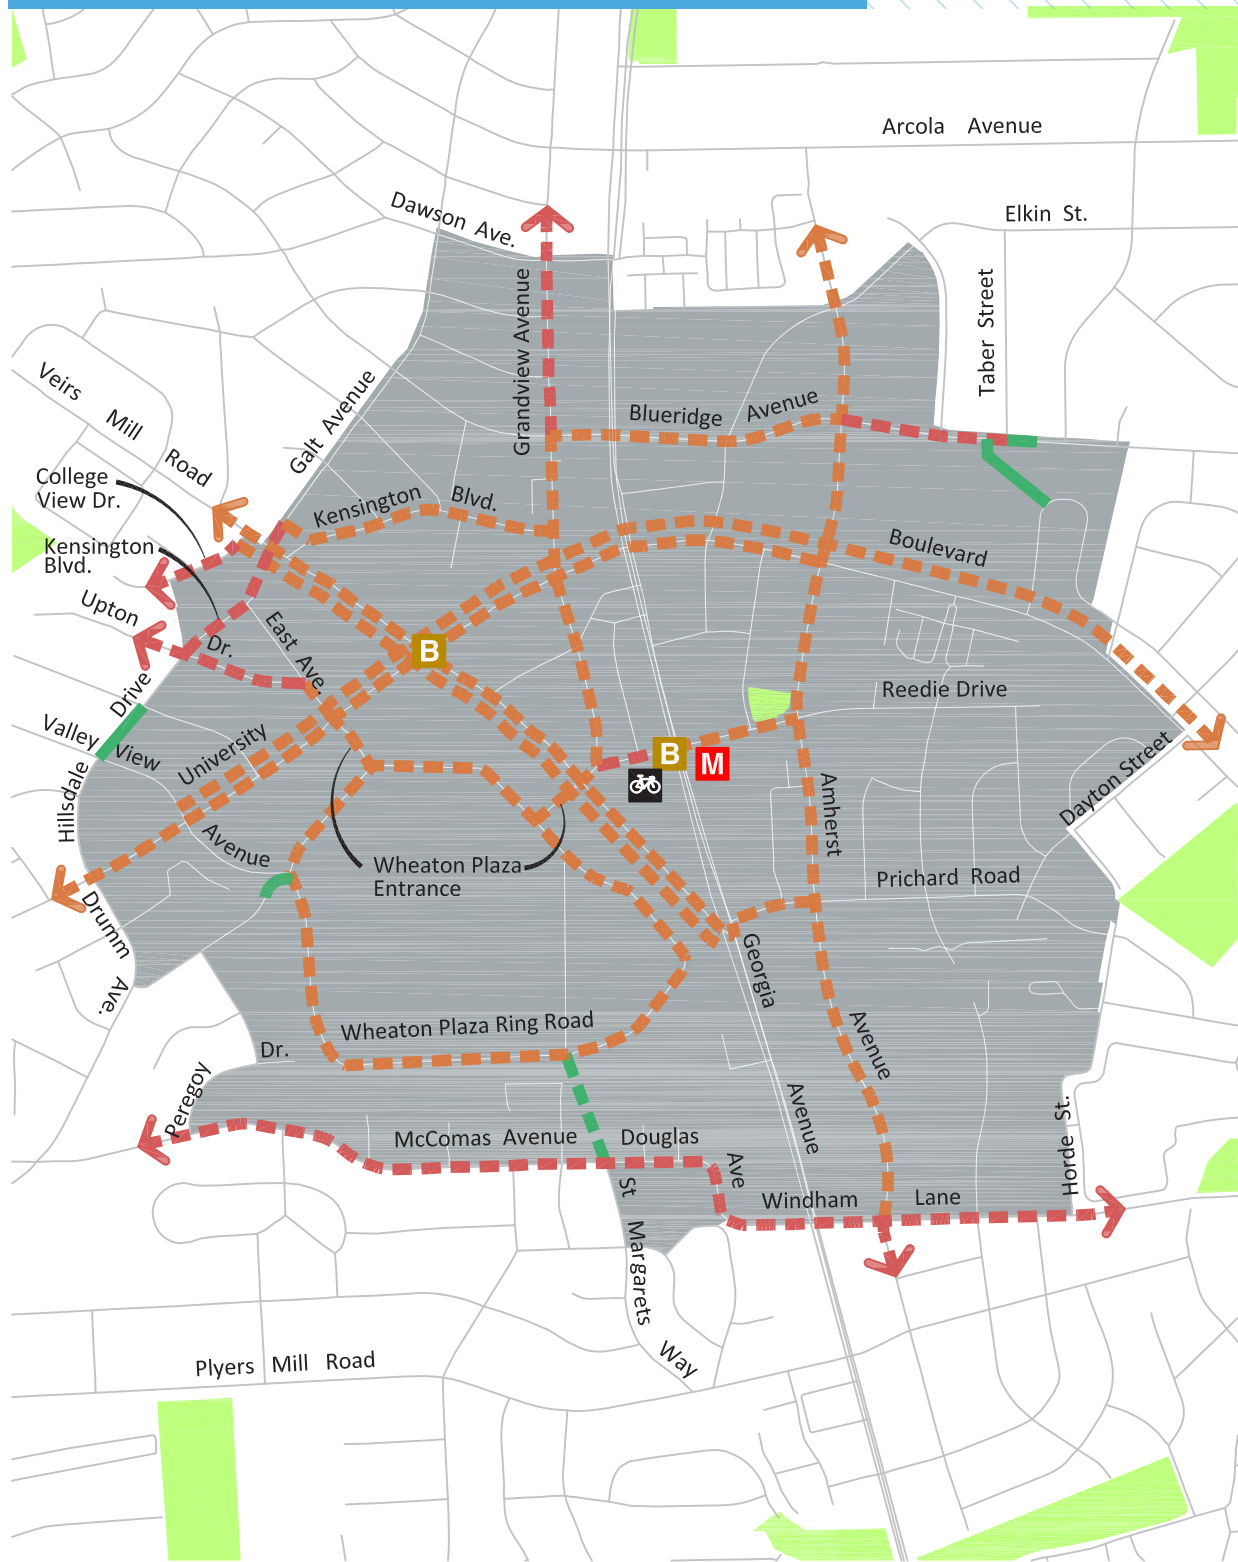 Arcola Avenue
Dawson Ave.
Elkin St.
Grandview Avenue
Taber Street
Veirs Mill Road
Galt Avenue
Blueridge Avenue
College
View Dr.
Kensington Blvd.
Kensington
Blvd.
Boulevard
Upton Dr.
East Ave.
Drive
B
Reedie Drive
Valley View
University
B
M
Hillsdale
Dayton Street
Amherst
Avenue
Wheaton Plaza
Entrance
Prichard Road
Drumm
Ave.
Georgia
Wheaton Plaza Ring Road
Avenue
Dr.
Peregoy
Avenue
Horde St.
McComas Avenue
Douglas
Ave
St
Windham Lane
Margarets
Way
Plyers Mill Road